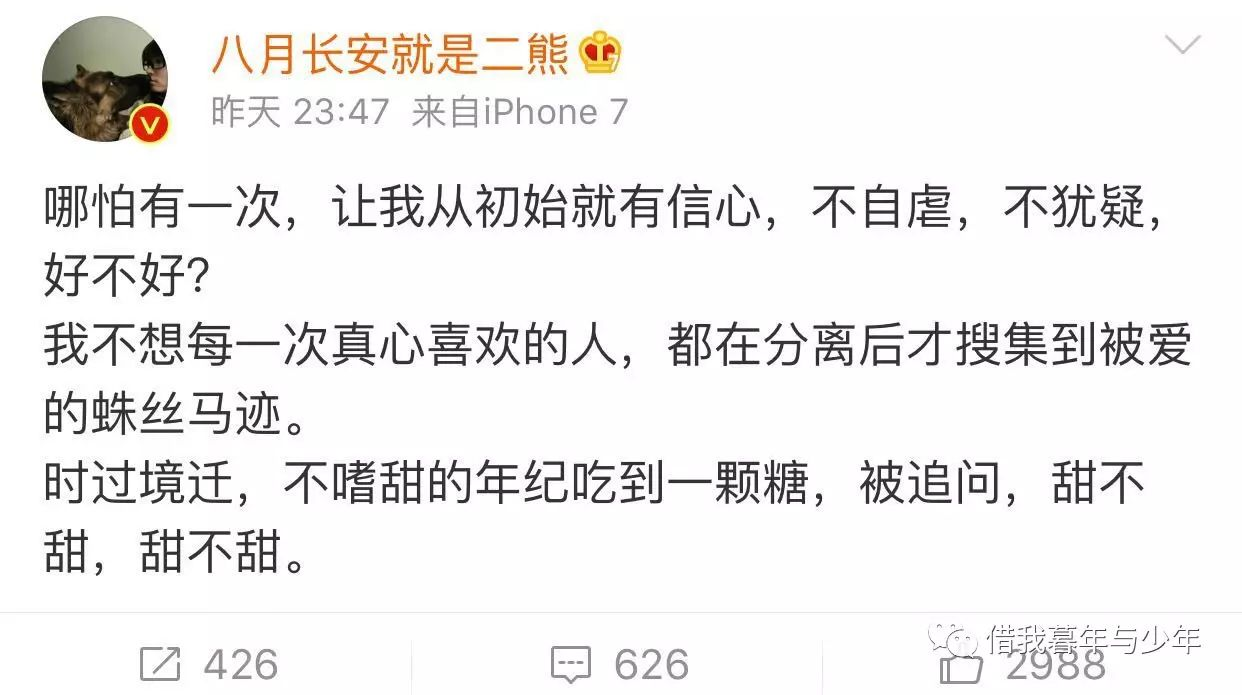 八月长安就是二熊
昨天 23:47 来自iPhone 7
哪怕有一次，让我从初始就有信心，不自虐，不犹疑，
好不好？
我不想每一次真心喜欢的人，都在分离后才搜集到被爱
的蛛丝马迹。
时过境迁，不嗜甜的年纪吃到一颗糖，被追问，甜不
甜，甜不甜。
借我暮年与少年
426
626
2988